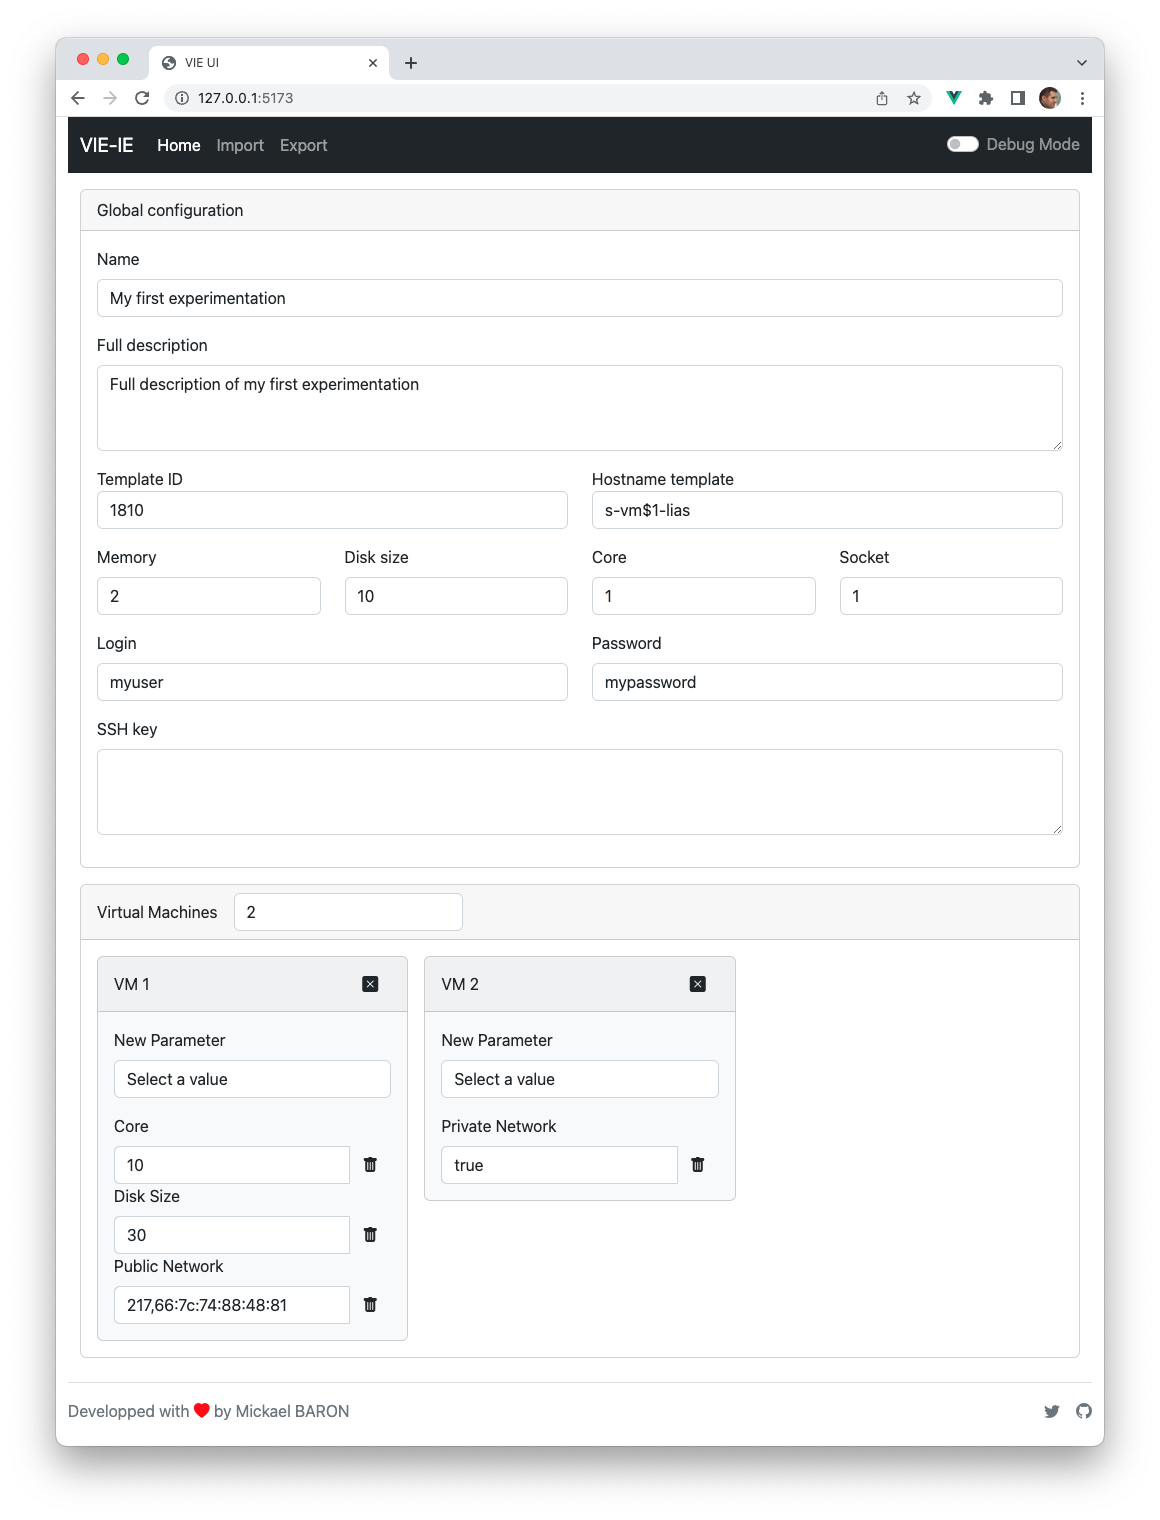 VIE UI
127.0.0.1:5173
VIE-IE Home Import Export Debug Mode
Global configuration
Name
My first experimentation
Full description
Full description of my first experimentation
Template ID Hostname template
1810 s-vm$1-lias
Memory Disk size Core Socket
2 10 1 1
Login Password
myuser mypassword
SSH key
Virtual Machines 2
VM 1 VM 2
New Parameter New Parameter
Select a value Select a value
Core Private Network
10 true
Disk Size
30
Public Network
217,66:7c:74:88:48:81
Developped with ❤ by Mickael BARON